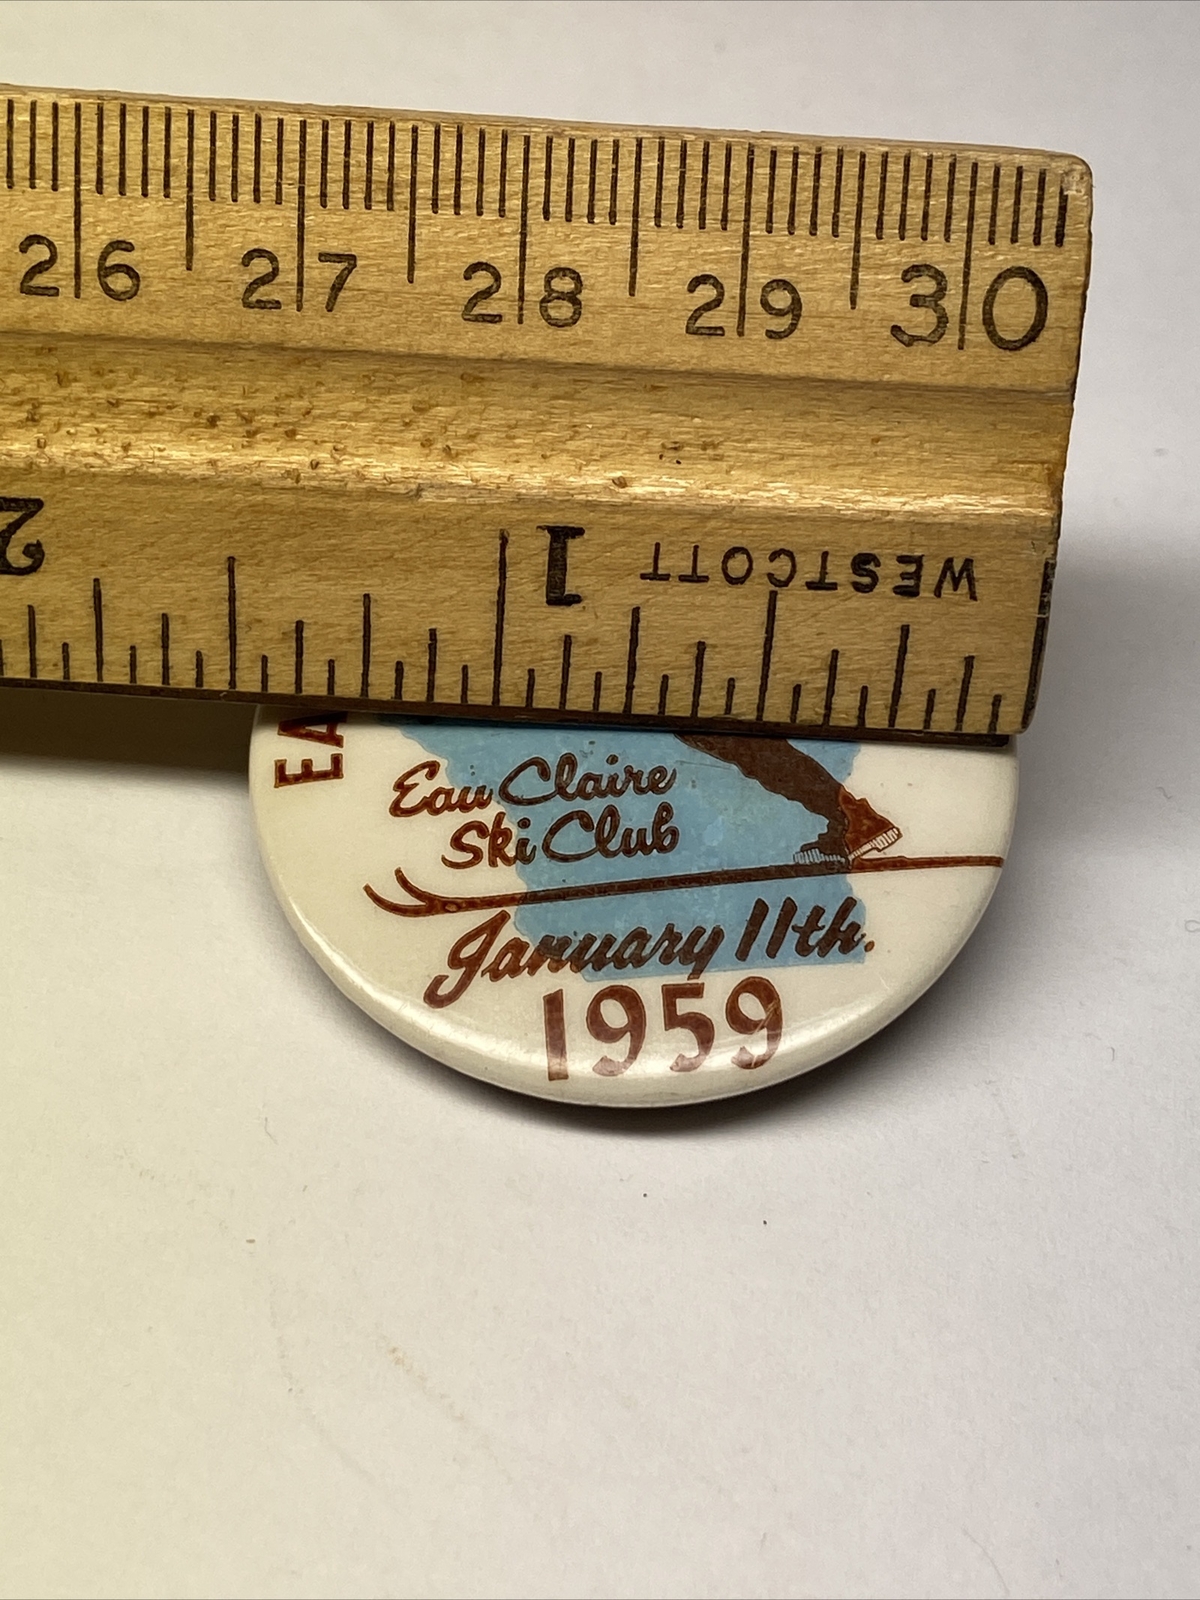 26 27 28 29 30
2 1 WESTCOTT
EA
Eau Claire
Ski Club
January 11th.
1959